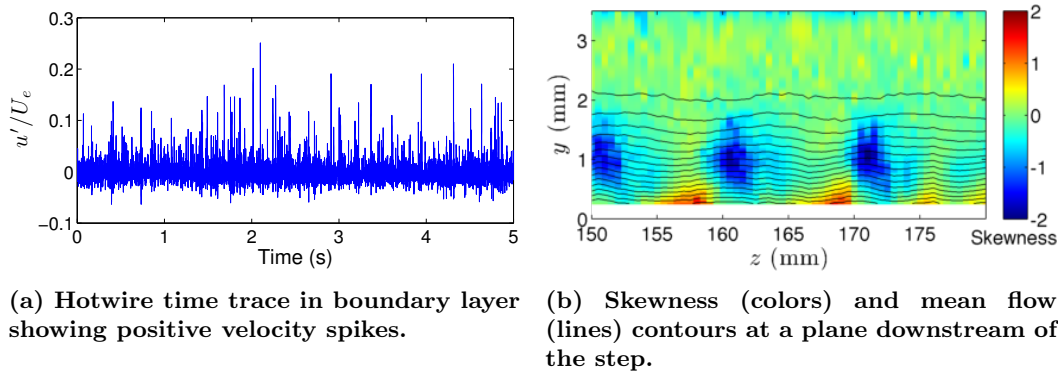 0.3
0.2
0.1
0
−0.1
u′/U_e
0 1 2 3 4 5
Time (s)
(a) Hotwire time trace in boundary layer
showing positive velocity spikes.
3
2
1
0
y (mm)
150 155 160 165 170 175
z (mm)
2
1
0
−1
−2
Skewness
(b) Skewness (colors) and mean flow
(lines) contours at a plane downstream of
the step.